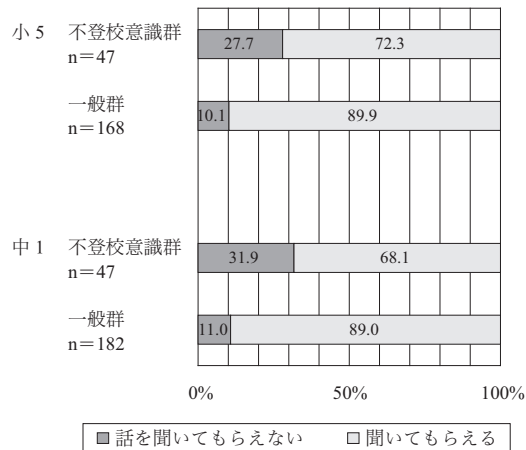 小 5 不登校意識群
n＝47
27.7 72.3
一般群
n＝168
10.1 89.9
中 1 不登校意識群
n＝47
31.9 68.1
一般群
n＝182
11.0 89.0
0% 50% 100%
話を聞いてもらえない 聞いてもらえる